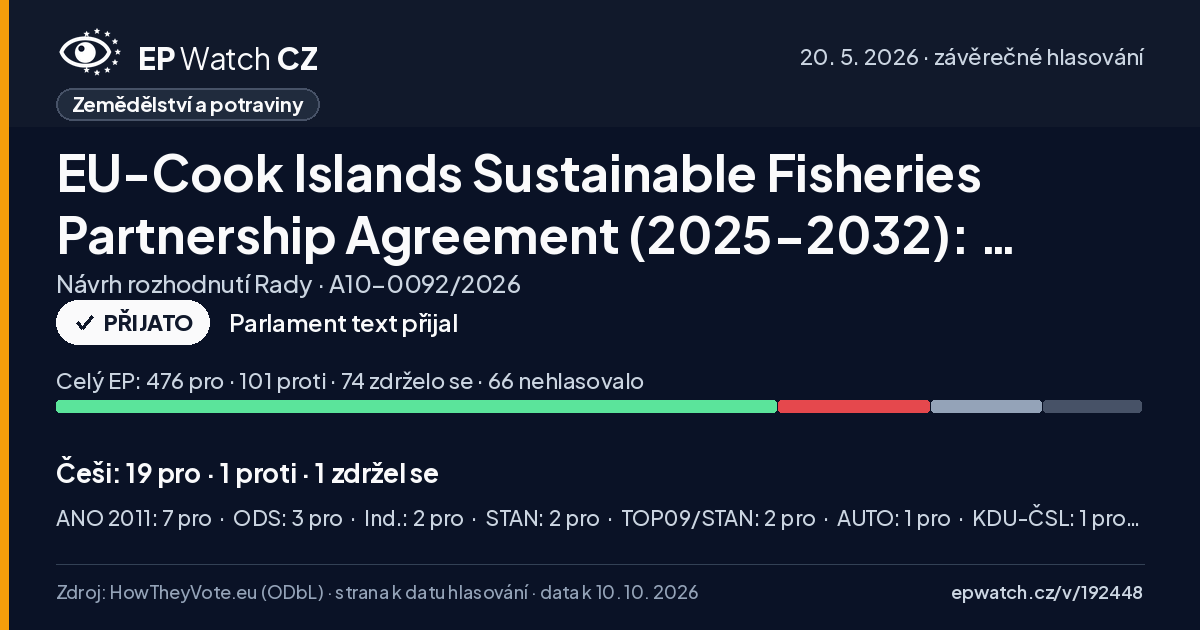 EP Watch CZ
20. 5. 2026 · závěrečné hlasování
Zemědělství a potraviny
EU–Cook Islands Sustainable Fisheries
Partnership Agreement (2025–2032): …
Návrh rozhodnutí Rady · A10–0092/2026
✓ PŘIJATO Parlament text přijal
Celý EP: 476 pro · 101 proti · 74 zdrželo se · 66 nehlasovalo
Češi: 19 pro · 1 proti · 1 zdržel se
ANO 2011: 7 pro · ODS: 3 pro · Ind.: 2 pro · STAN: 2 pro · TOP09/STAN: 2 pro · AUTO: 1 pro · KDU-ČSL: 1 pro…
Zdroj: HowTheyVote.eu (ODbL) · strana k datu hlasování · data k 10. 10. 2026
epwatch.cz/v/192448